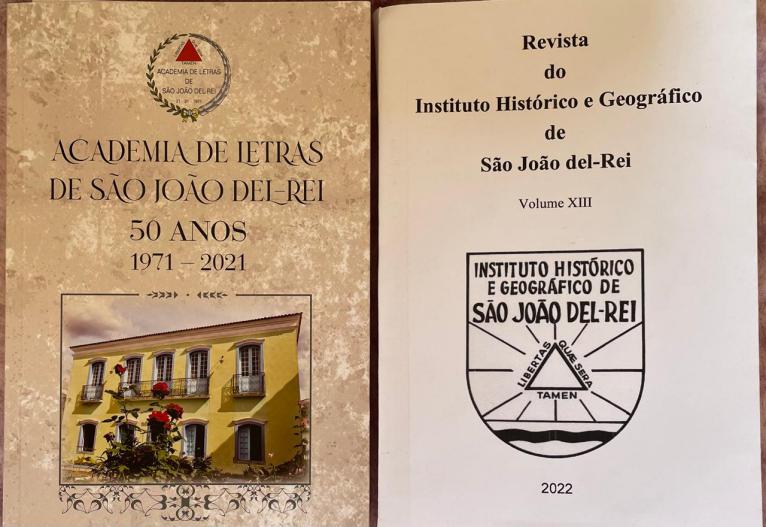 TAMEN
ACADEMIA DE LETRAS
DE
SÃO JOÃO DEL-REI
ACADEMIA DE LETRAS
DE SÃO JOÃO DEL-REI
50 ANOS
1971 – 2021
Revista
do
Instituto Histórico e Geográfico
de
São João del-Rei
Volume XIII
INSTITUTO HISTÓRICO
E GEOGRÁFICO DE
SÃO JOÃO DEL-REI
LIBERTAS
QUÆ SERA
TAMEN
2022